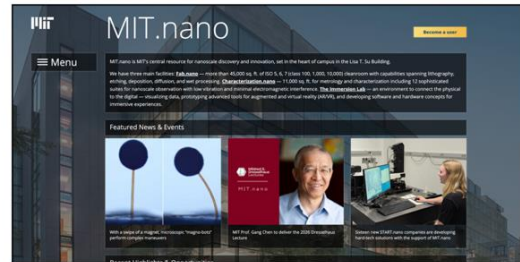 MIT.nano
Become a user
Menu
MIT.nano is MIT's central resource for nanoscale discovery and innovation, set in the heart of campus in the Lisa T. Su Building.
We have three main facilities: Fab.nano — more than 45,000 sq. ft. of ISO 5, 6, 7 (class 100, 1,000, 10,000) cleanroom with capabilities spanning lithography,
etching, deposition, diffusion, and wet processing. Characterization.nano — 11,000 sq. ft. for metrology and characterization including 12 sophisticated
suites for nanoscale observation with low vibration and minimal electromagnetic interference. The Immersion Lab — an environment to connect the physical
to the digital — visualizing data, prototyping advanced tools for augmented and virtual reality (AR/VR), and developing software and hardware concepts for
immersive experiences.
Featured News & Events
MIT.nano
With a swipe of a magnet, microscopic "magno-bots"
perform complex maneuvers
MIT Prof. Gang Chen to deliver the 2026 Dresselhaus
Lecture
Sixteen new START.nano companies are developing
hard-tech solutions with the support of MIT.nano